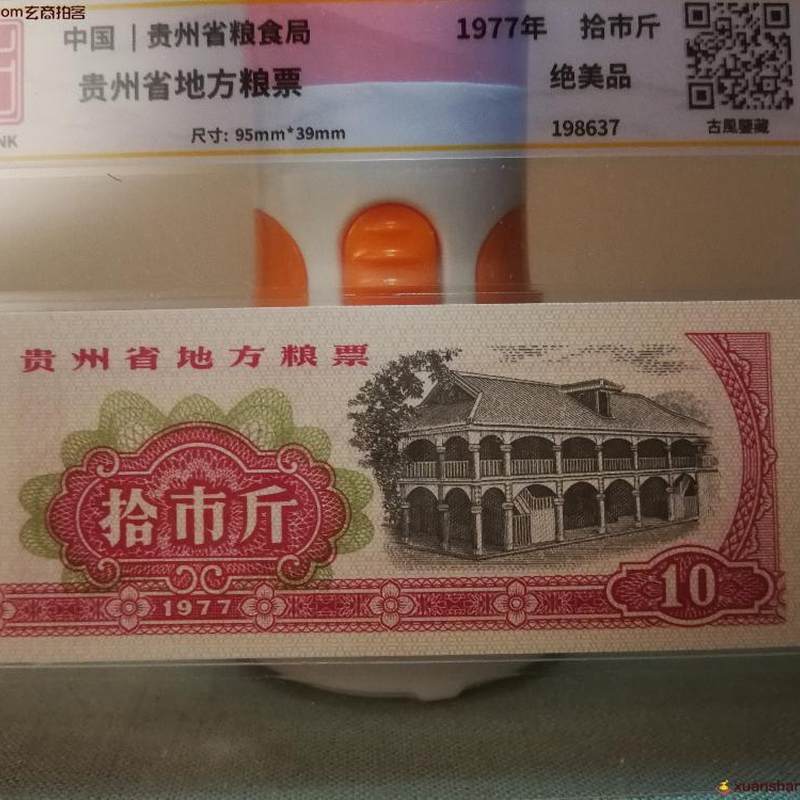 om玄商拍客
中国 | 贵州省粮食局
1977年 拾市斤
贵州省地方粮票
绝美品
NK
尺寸: 95mm*39mm
198637
古風鑒藏
贵州省地方粮票
拾市斤
1977
10
xuanshan